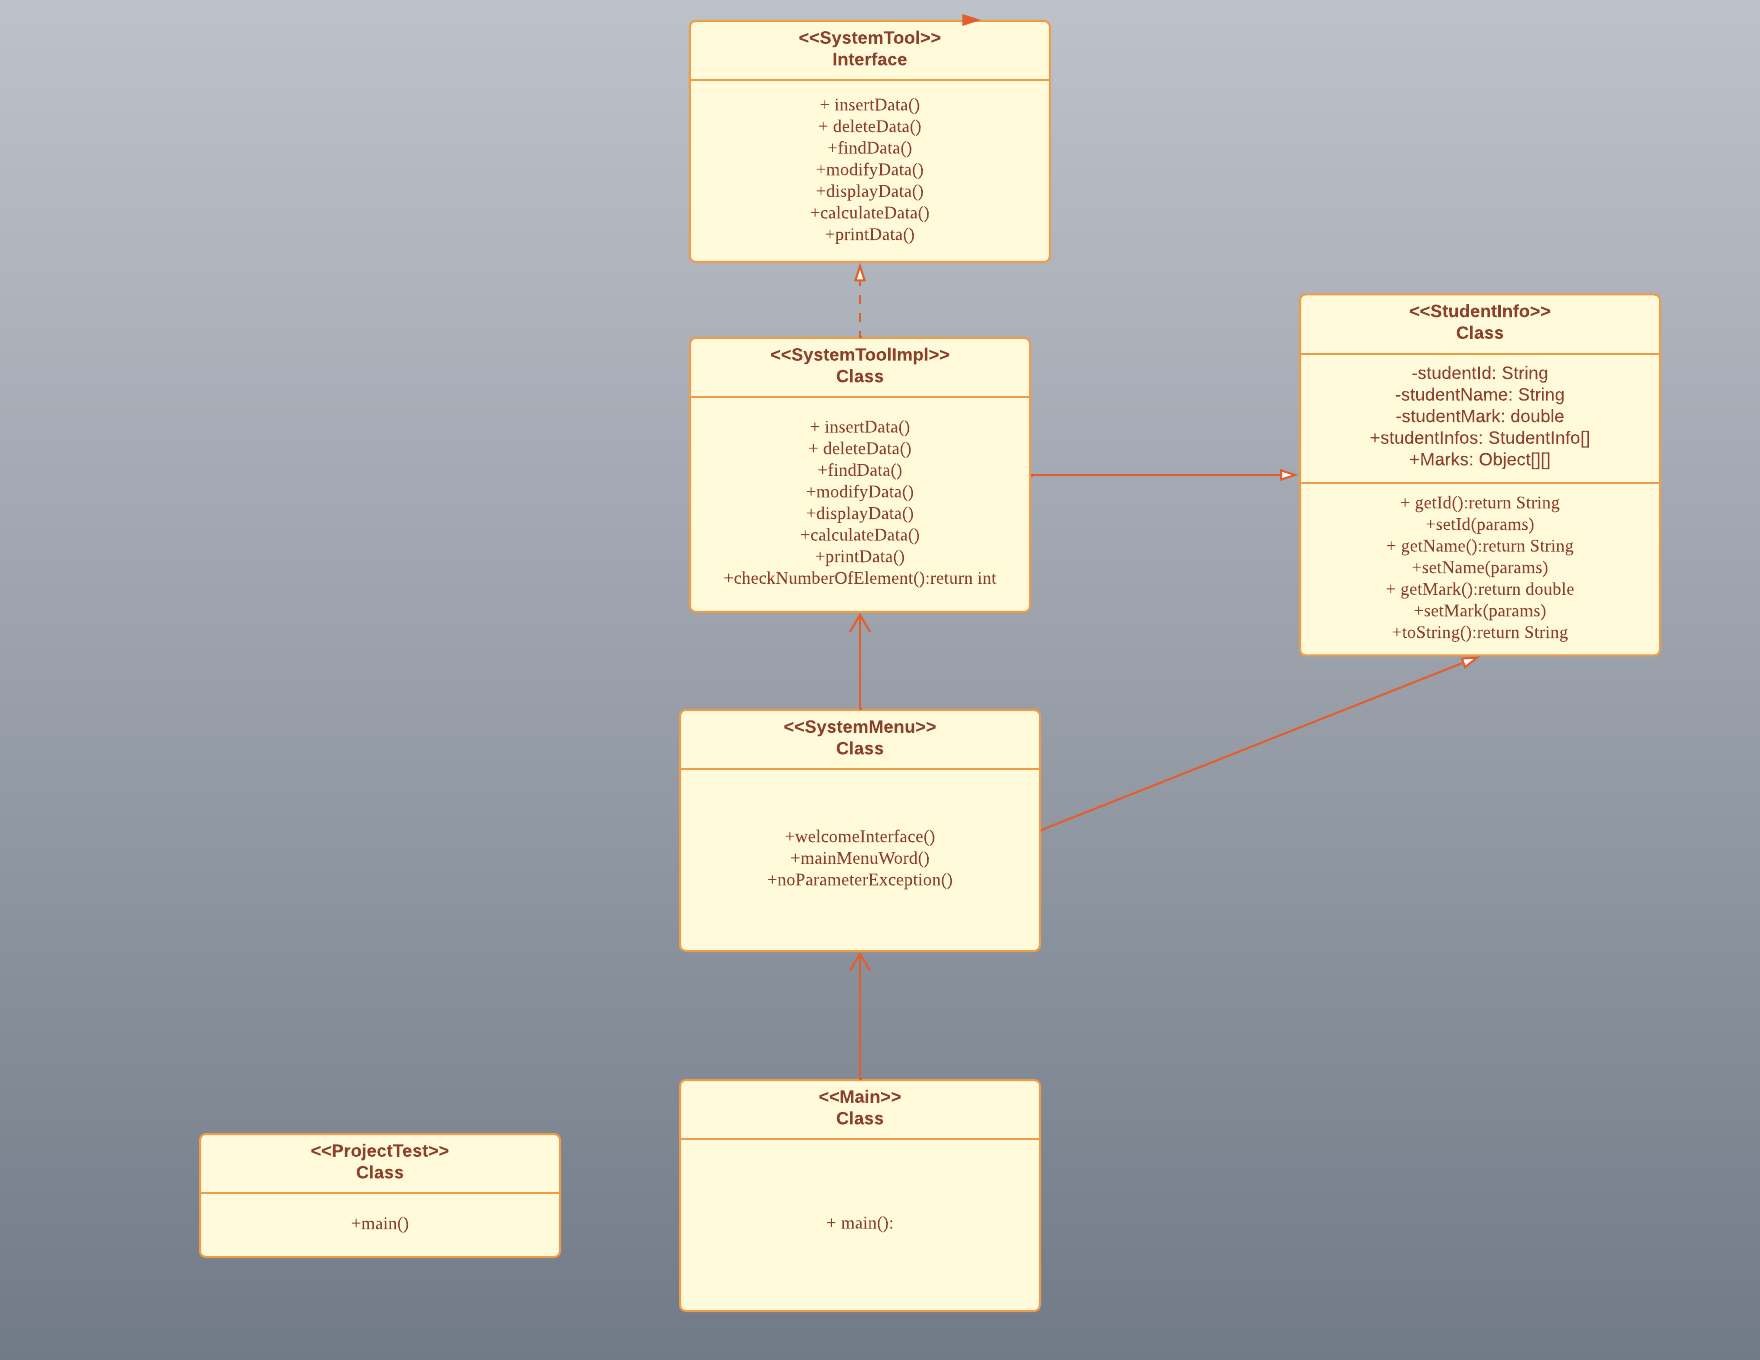 <<SystemTool>>
Interface
+ insertData()
+ deleteData()
+findData()
+modifyData()
+displayData()
+calculateData()
+printData()
<<SystemToolImpl>>
Class
+ insertData()
+ deleteData()
+findData()
+modifyData()
+displayData()
+calculateData()
+printData()
+checkNumberOfElement():return int
<<StudentInfo>>
Class
-studentId: String
-studentName: String
-studentMark: double
+studentInfos: StudentInfo[]
+Marks: Object[][]
+ getId():return String
+setId(params)
+ getName():return String
+setName(params)
+ getMark():return double
+setMark(params)
+toString():return String
<<SystemMenu>>
Class
+welcomeInterface()
+mainMenuWord()
+noParameterException()
<<Main>>
Class
+ main():
<<ProjectTest>>
Class
+main()